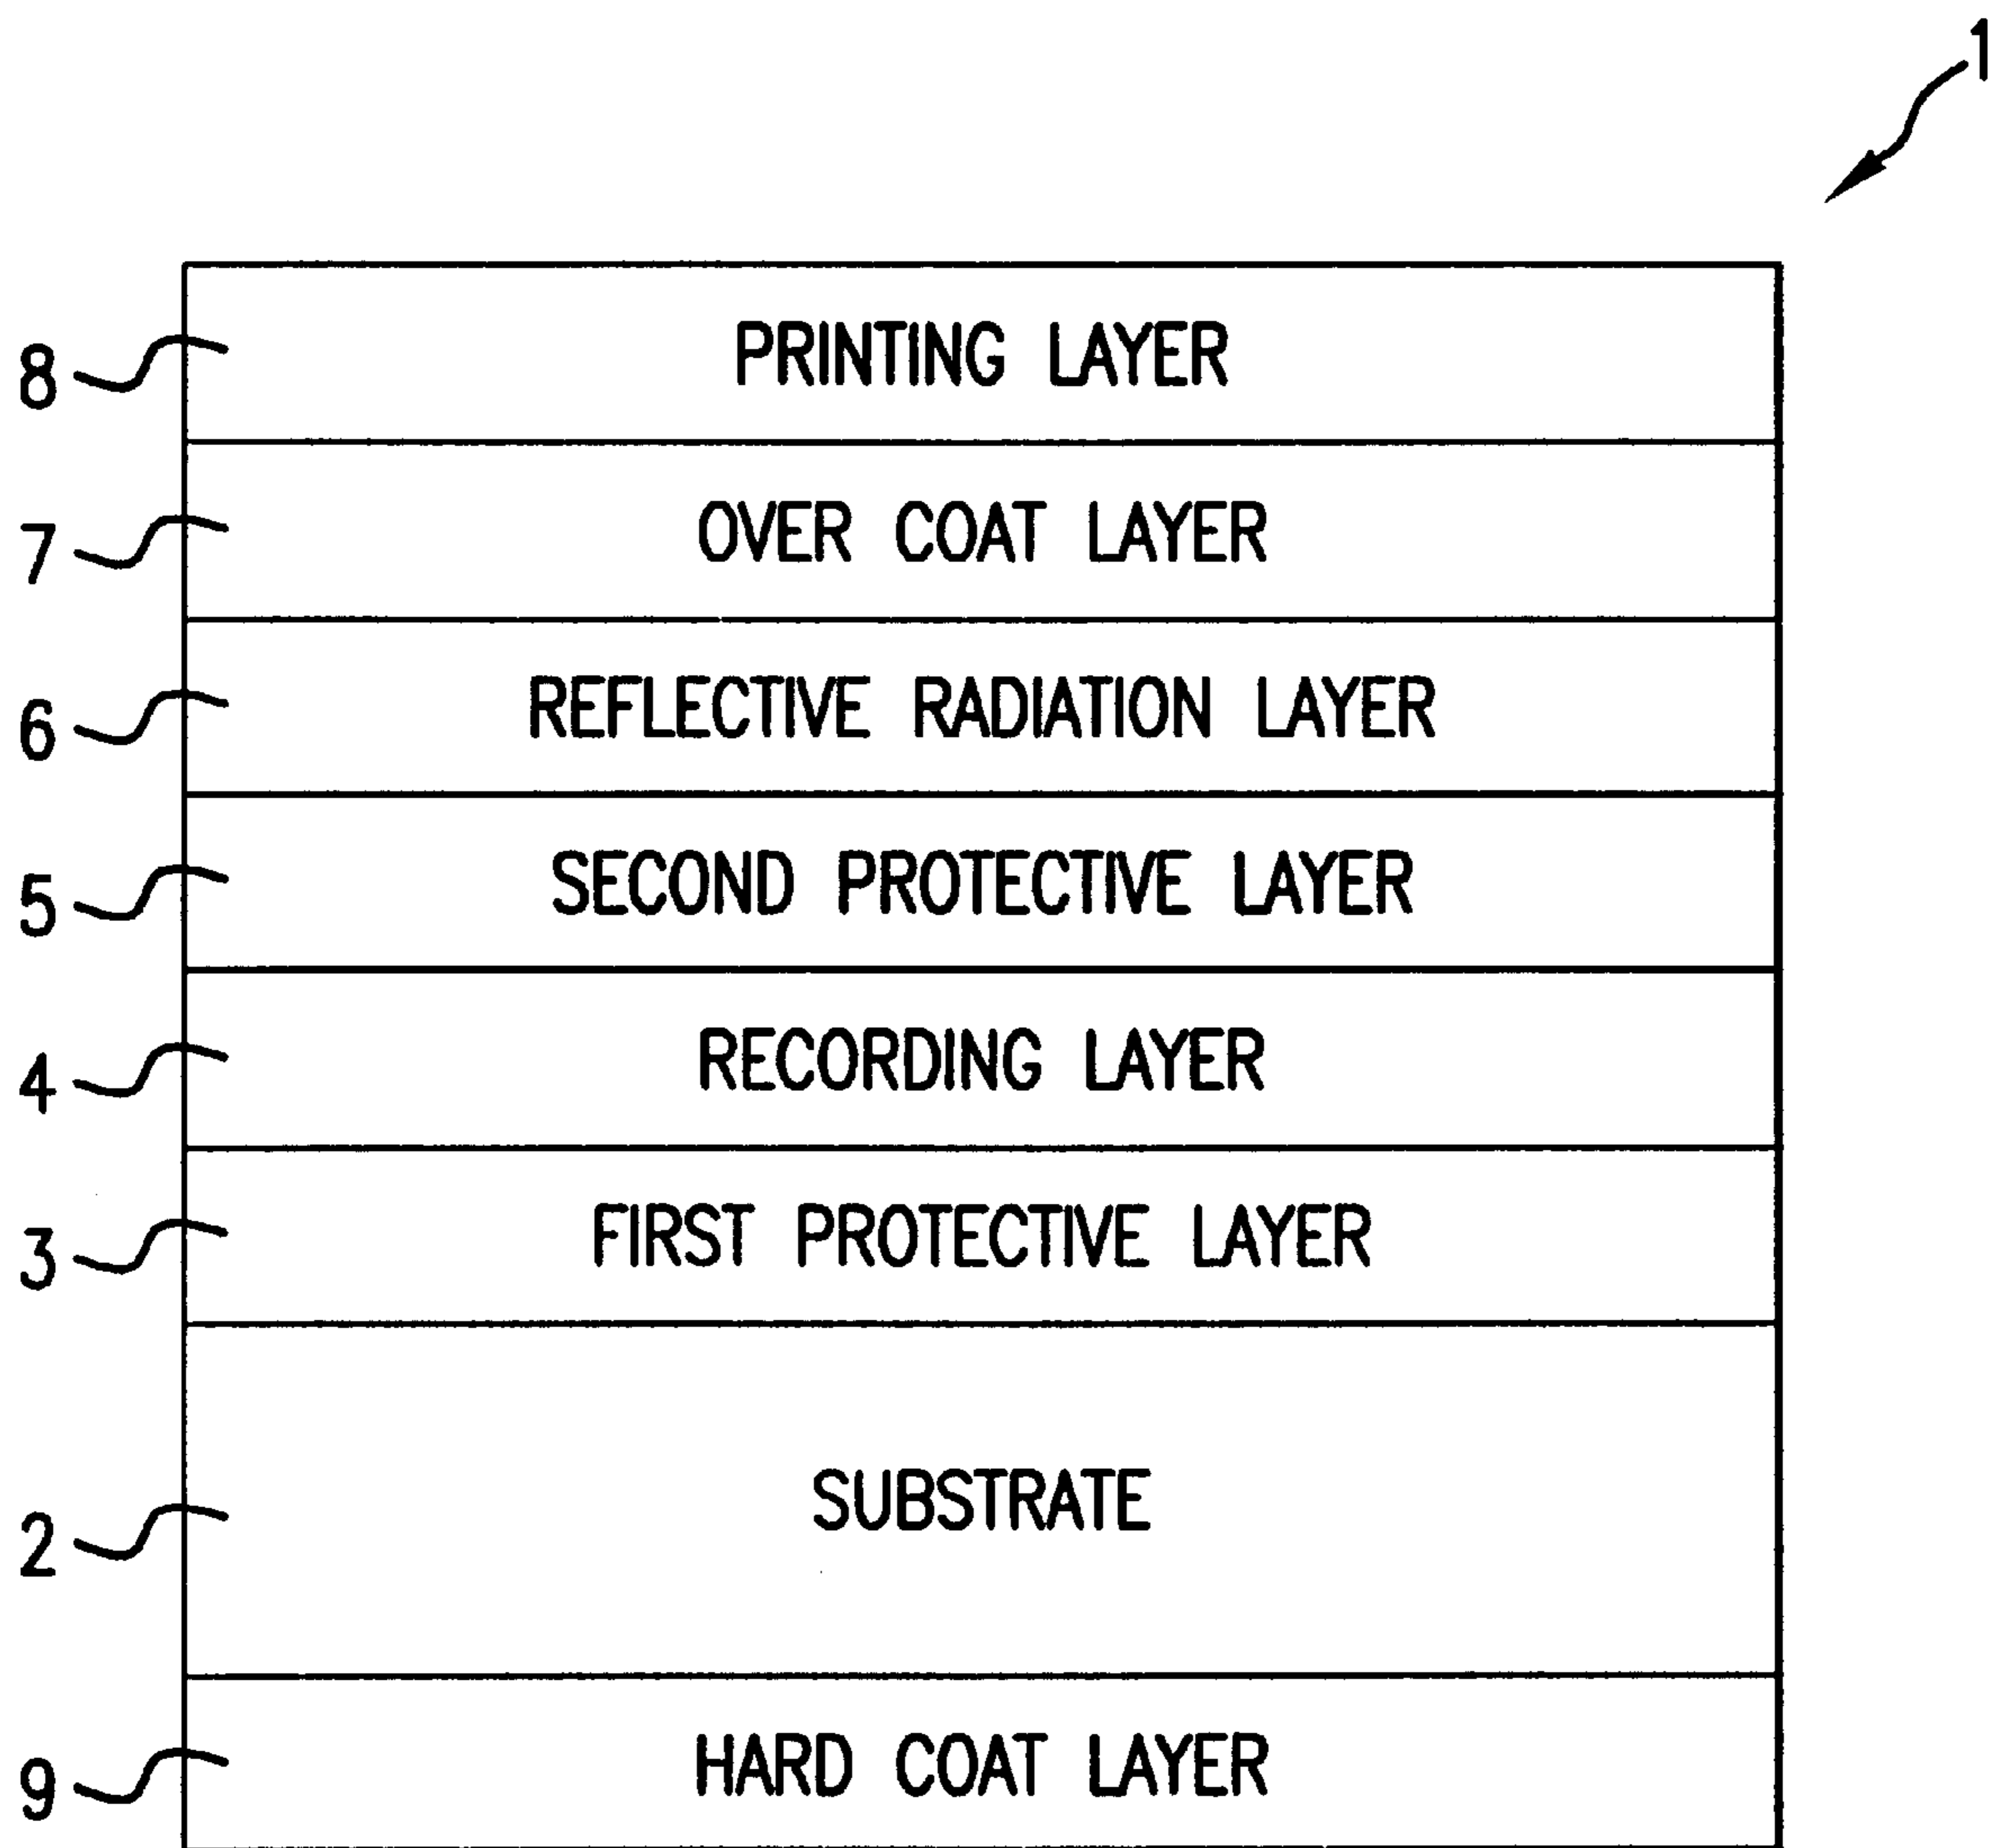 1
8 PRINTING LAYER
7 OVER COAT LAYER
6 REFLECTIVE RADIATION LAYER
5 SECOND PROTECTIVE LAYER
4 RECORDING LAYER
3 FIRST PROTECTIVE LAYER
2 SUBSTRATE
9 HARD COAT LAYER